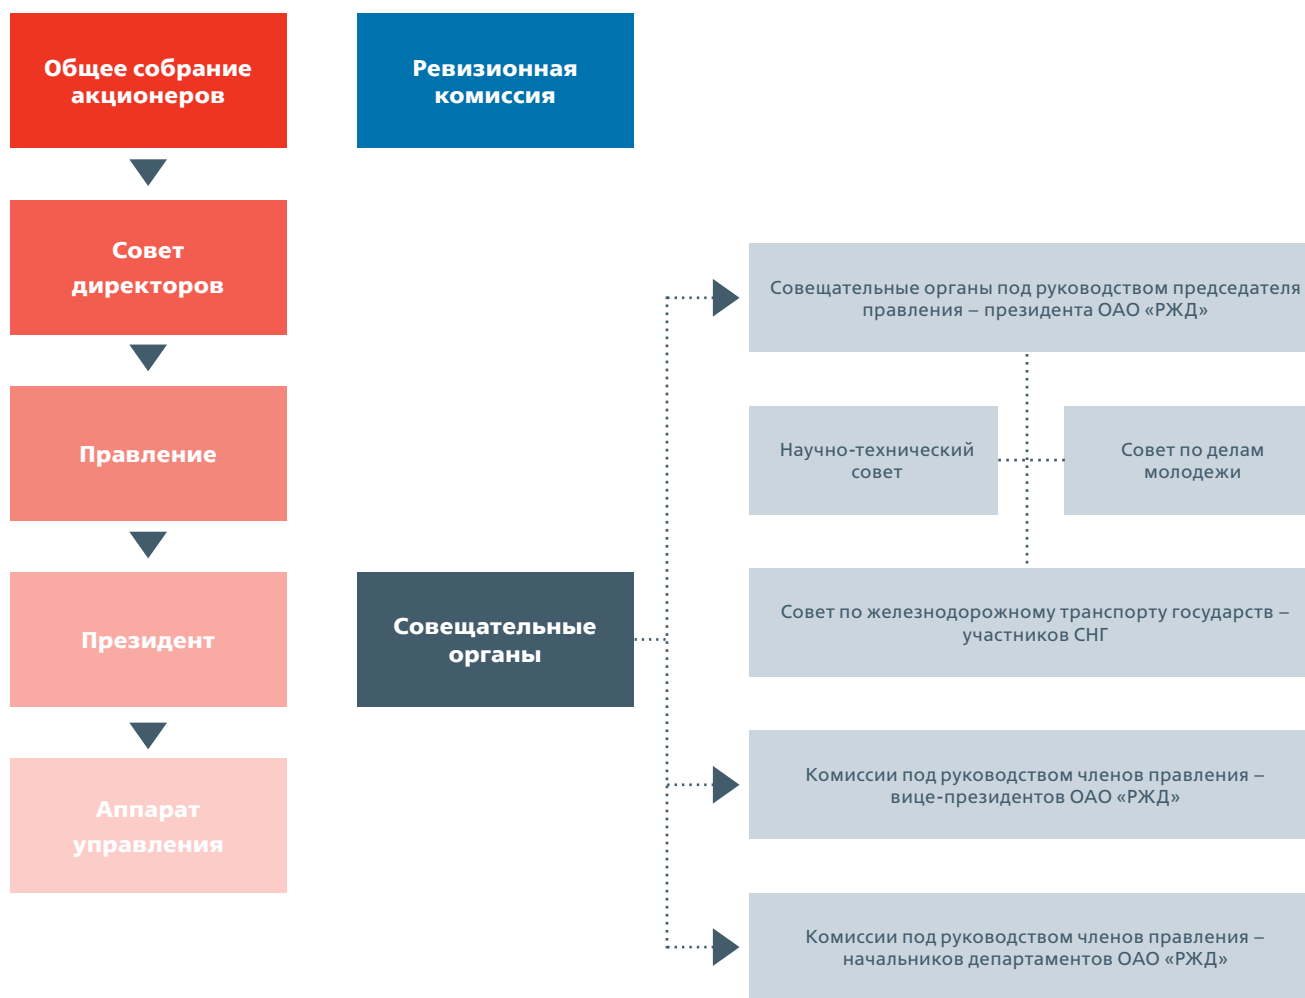 Общее собрание
акционеров
Ревизионная
комиссия
Совет
директоров
Правление
Президент
Аппарат
управления
Совещательные
органы
Совещательные органы под руководством председателя
правления – президента ОАО «РЖД»
Научно-технический
совет
Совет по делам
молодежи
Совет по железнодорожному транспорту государств –
участников СНГ
Комиссии под руководством членов правления –
вице-президентов ОАО «РЖД»
Комиссии под руководством членов правления –
начальников департаментов ОАО «РЖД»